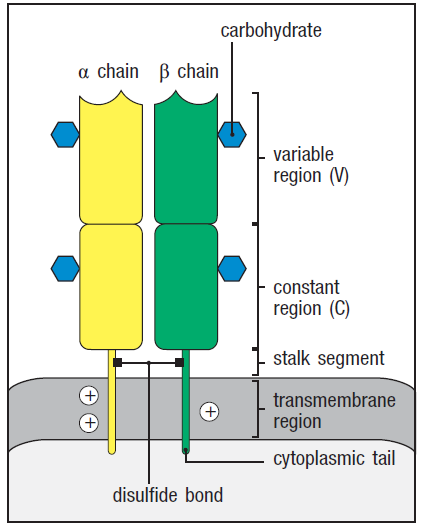 carbohydrate
α chain β chain
variable
region (V)
constant
region (C)
stalk segment
transmembrane
region
+
+
+
cytoplasmic tail
disulfide bond